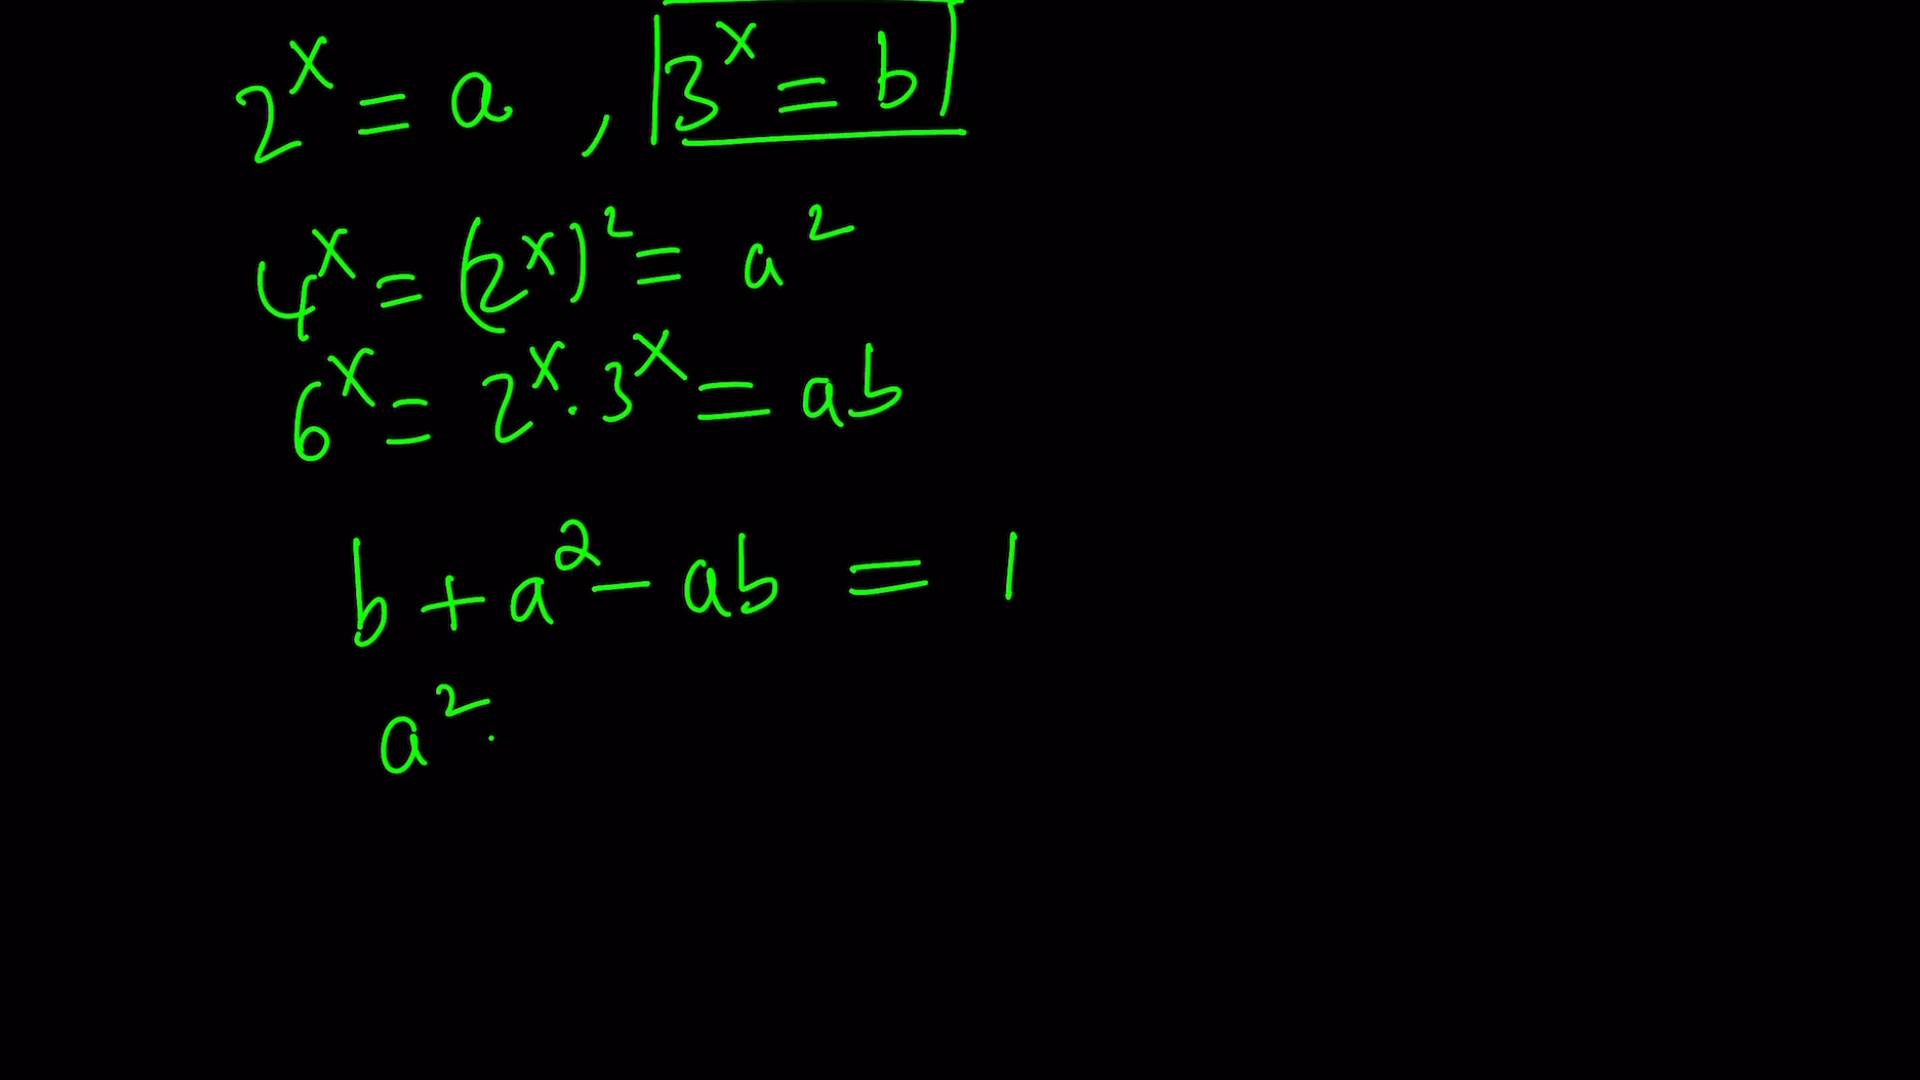 2^x = a , 3^x = b
4^x = (2^x)^2 = a^2
6^x = 2^x · 3^x = ab
b + a^2 - ab = 1
a^2 .